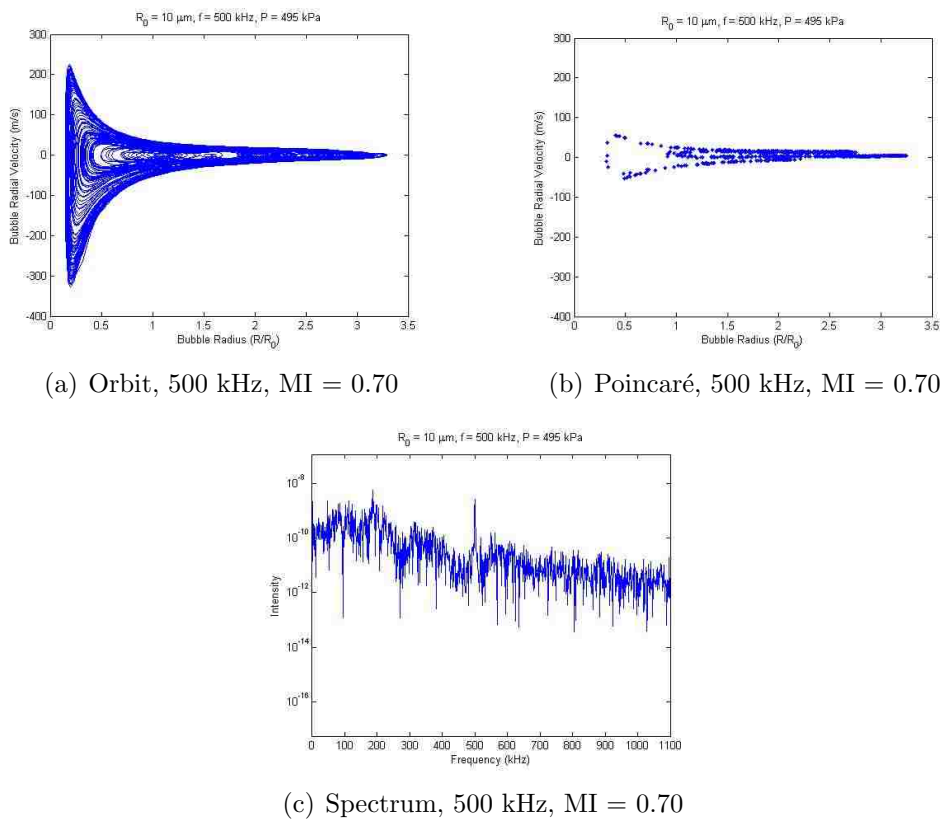 R₀ = 10 μm, f = 500 kHz, P = 495 kPa
300
200
100
0
-100
-200
-300
-400
Bubble Radial Velocity (m/s)
0 0.5 1 1.5 2 2.5 3 3.5
Bubble Radius (R/R₀)
(a) Orbit, 500 kHz, MI = 0.70
R₀ = 10 μm, f = 500 kHz, P = 495 kPa
300
200
100
0
-100
-200
-300
-400
Bubble Radial Velocity (m/s)
0 0.5 1 1.5 2 2.5 3 3.5
Bubble Radius (R/R₀)
(b) Poincaré, 500 kHz, MI = 0.70
R₀ = 10 μm, f = 500 kHz, P = 495 kPa
10⁻⁸
10⁻¹⁰
10⁻¹²
10⁻¹⁴
10⁻¹⁶
Intensity
0 100 200 300 400 500 600 700 800 900 1000 1100
Frequency (kHz)
(c) Spectrum, 500 kHz, MI = 0.70